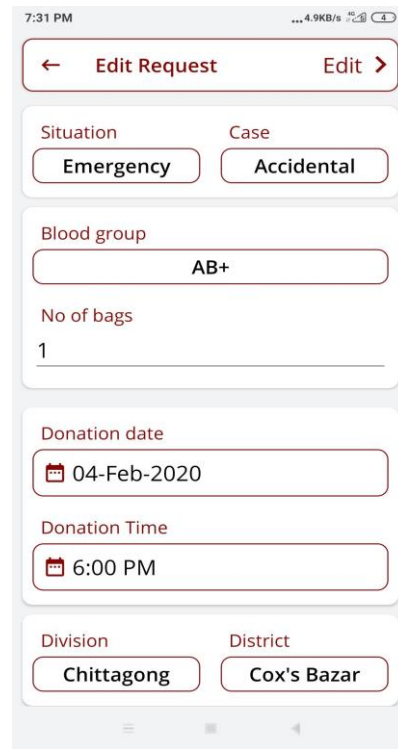 7:31 PM ...4.9KB/s 4G 4
← Edit Request Edit >
Situation Case
Emergency Accidental
Blood group
AB+
No of bags
1
Donation date
04-Feb-2020
Donation Time
6:00 PM
Division District
Chittagong Cox's Bazar